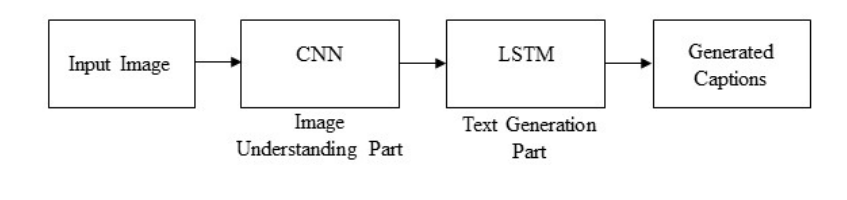 Input Image
CNN
Image
Understanding Part
LSTM
Text Generation
Part
Generated
Captions